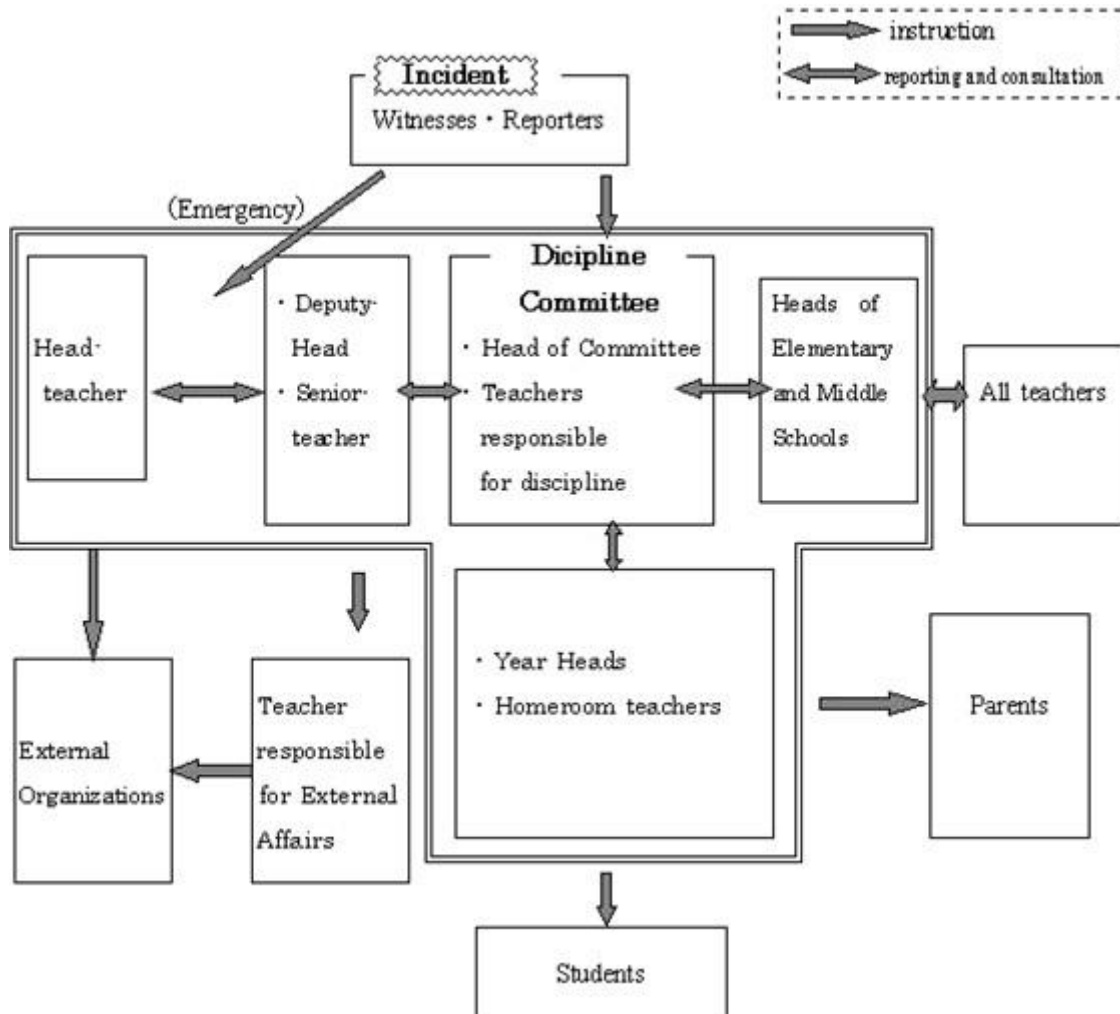 instruction
reporting and consultation
Incident
Witnesses・Reporters
(Emergency)
Head-
teacher
・Deputy-
Head
・Senior-
teacher
Dicipline
Committee
・Head of Committee
・Teachers
responsible
for discipline
Heads of
Elementary
and Middle
Schools
All teachers
・Year Heads
・Homeroom teachers
External
Organizations
Teacher
responsible
for External
Affairs
Parents
Students